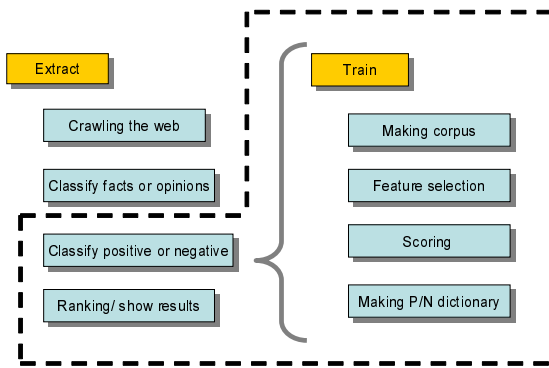 Extract
Crawling the web
Classify facts or opinions
Classify positive or negative
Ranking/ show results
Train
Making corpus
Feature selection
Scoring
Making P/N dictionary